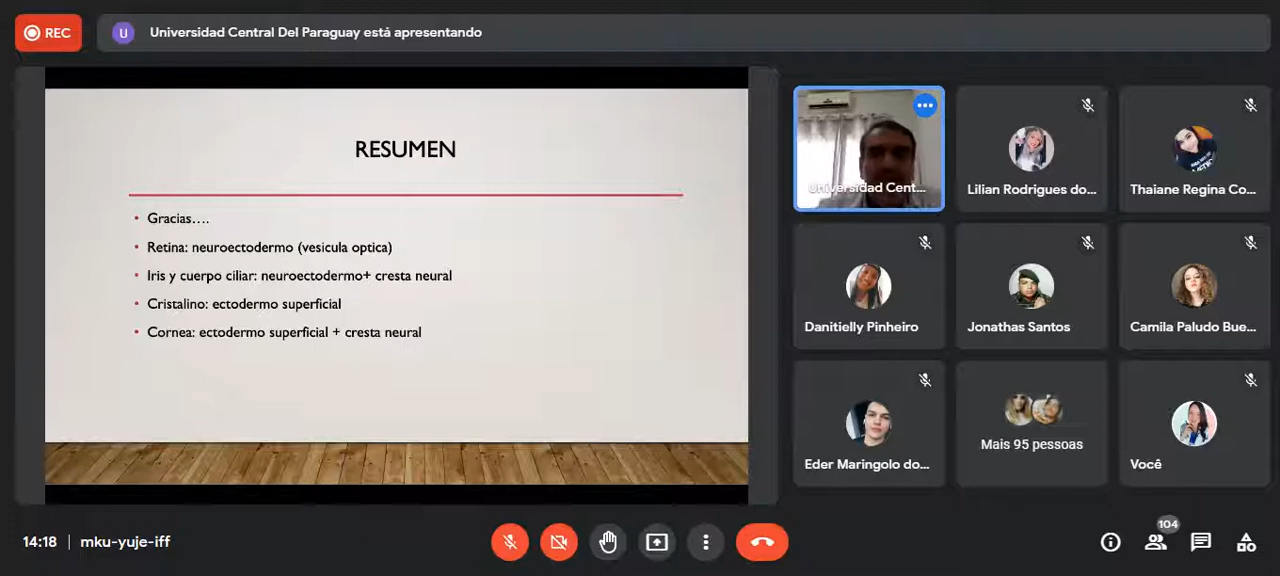 REC
U
Universidad Central Del Paraguay está apresentando
RESUMEN
• Gracias….
• Retina: neuroectodermo (vesicula optica)
• Iris y cuerpo ciliar: neuroectodermo+ cresta neural
• Cristalino: ectodermo superficial
• Cornea: ectodermo superficial + cresta neural
Universidad Cent...
Lilian Rodrigues do...
Thaiane Regina Co...
Danitielly Pinheiro
Jonathas Santos
Camila Paludo Bue...
Eder Maringolo do...
Mais 95 pessoas
Você
14:18 | mku-yuje-iff
104